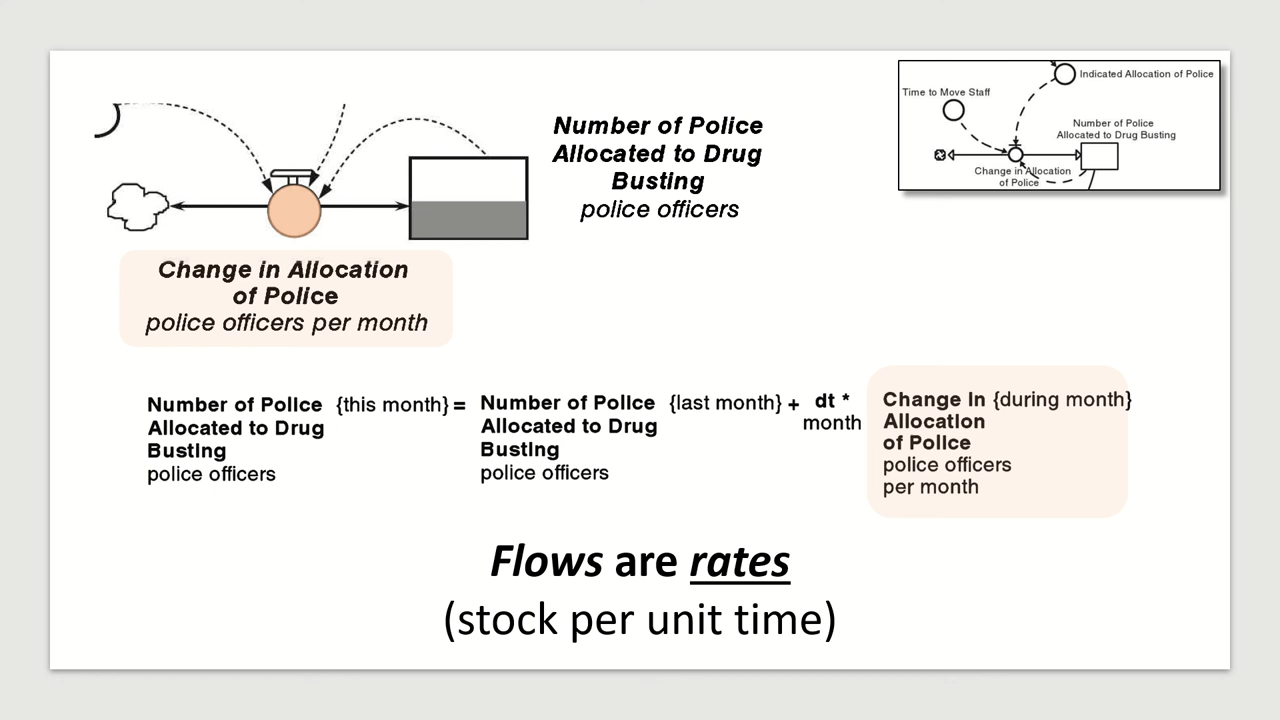 Number of Police
Allocated to Drug
Busting
police officers
Change in Allocation
of Police
police officers per month
Indicated Allocation of Police
Time to Move Staff
Number of Police
Allocated to Drug Busting
Change in Allocation
of Police
Number of Police {this month} =
Allocated to Drug
Busting
police officers
Number of Police {last month} +
Allocated to Drug
Busting
police officers
dt *
month
Change in {during month}
Allocation
of Police
police officers
per month
Flows are rates
(stock per unit time)